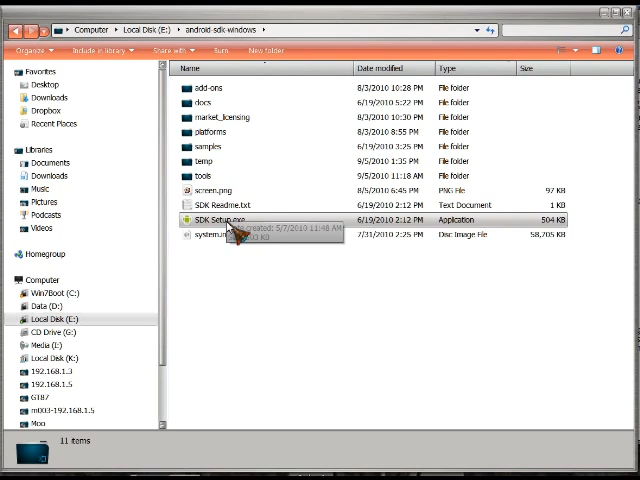 Computer ▸ Local Disk (E:) ▸ android-sdk-windows ▸
Organize ▾ Include in library ▾ Share with ▾ Burn New folder
Name Date modified Type Size
Favorites
Desktop
Downloads
Dropbox
Recent Places
Libraries
Documents
Downloads
Music
Pictures
Podcasts
Videos
Homegroup
Computer
Win7Boot (C:)
Data (D:)
Local Disk (E:)
CD Drive (G:)
Media (I:)
Local Disk (K:)
192.168.1.3
192.168.1.5
GT87
m003-192.168.1.5
Moo
add-ons 8/3/2010 10:28 PM File folder
docs 6/19/2010 5:22 PM File folder
market_licensing 8/3/2010 10:30 PM File folder
platforms 8/3/2010 8:55 PM File folder
samples 6/19/2010 3:25 PM File folder
temp 9/5/2010 1:35 PM File folder
tools 9/5/2010 11:18 AM File folder
screen.png 8/5/2010 6:45 PM PNG File 97 KB
SDK Readme.txt 6/19/2010 2:12 PM Text Document 1 KB
SDK Setup.exe 6/19/2010 2:12 PM Application 504 KB
created: 5/7/2010 11:48 AM
KB
7/31/2010 2:25 PM Disc Image File 58,705 KB
11 items